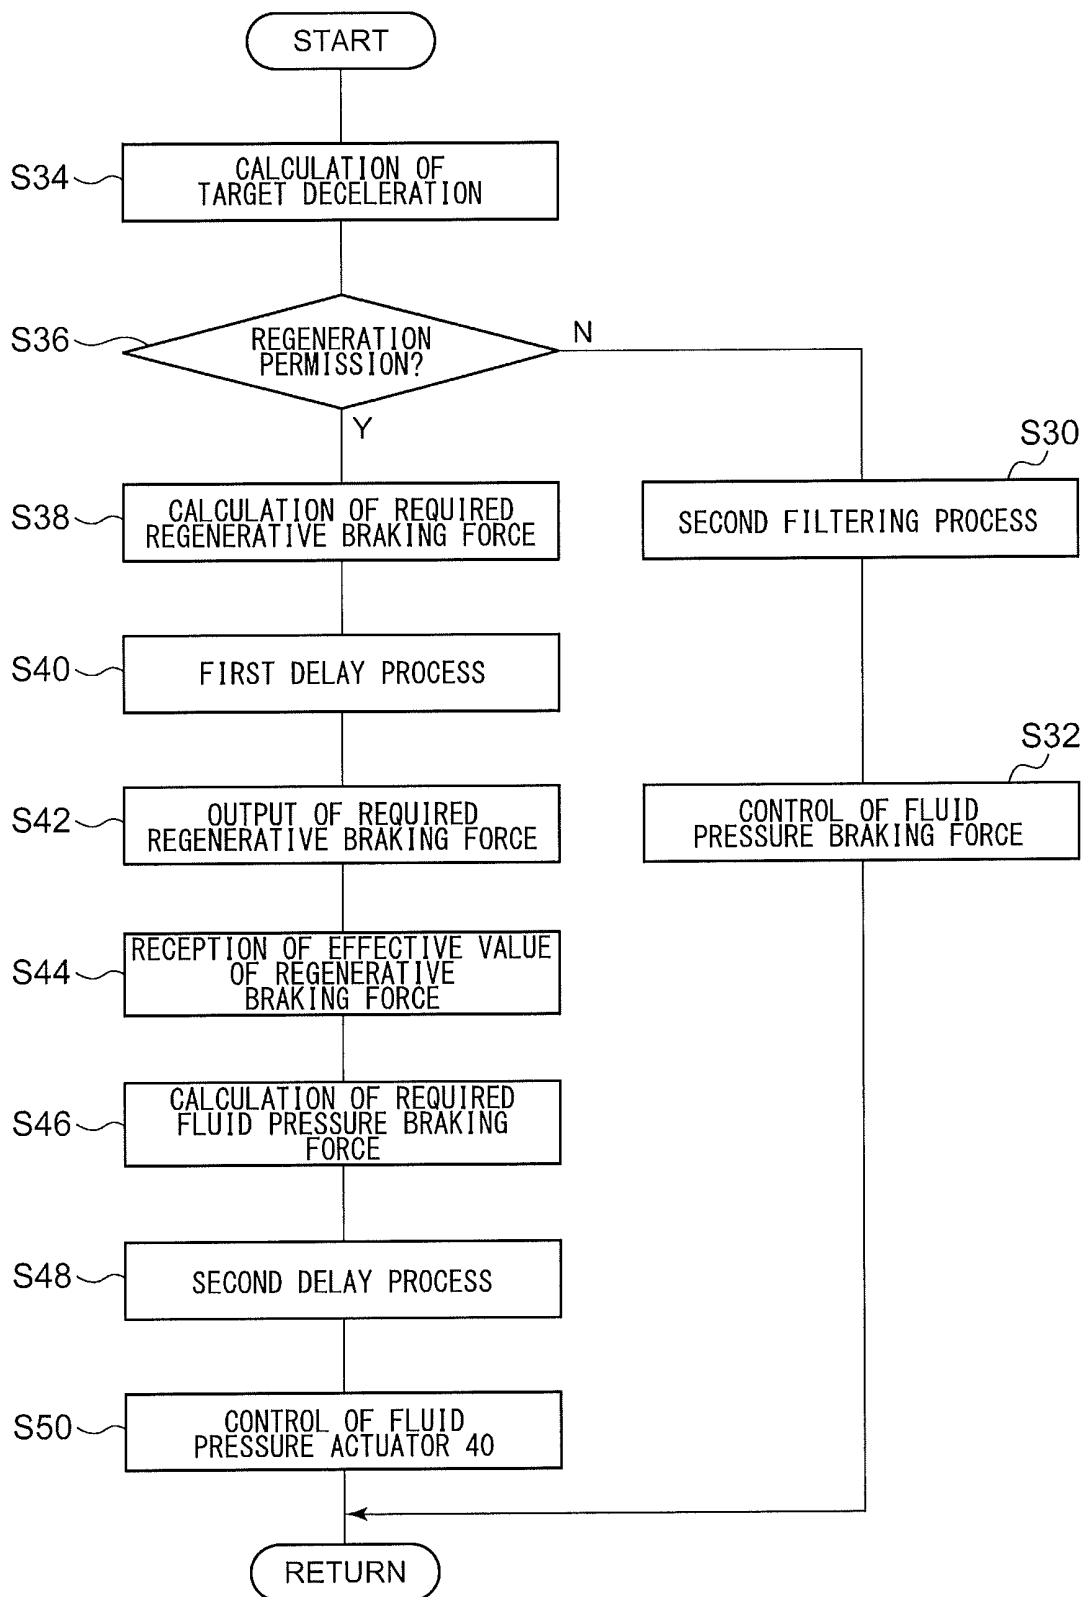 START
S34
CALCULATION OF
TARGET DECELERATION
S36
REGENERATION
PERMISSION?
N
Y
S38
CALCULATION OF REQUIRED
REGENERATIVE BRAKING FORCE
S30
SECOND FILTERING PROCESS
S40
FIRST DELAY PROCESS
S32
CONTROL OF FLUID
PRESSURE BRAKING FORCE
S42
OUTPUT OF REQUIRED
REGENERATIVE BRAKING FORCE
S44
RECEPTION OF EFFECTIVE VALUE
OF REGENERATIVE
BRAKING FORCE
S46
CALCULATION OF REQUIRED
FLUID PRESSURE BRAKING
FORCE
S48
SECOND DELAY PROCESS
S50
CONTROL OF FLUID
PRESSURE ACTUATOR 40
RETURN